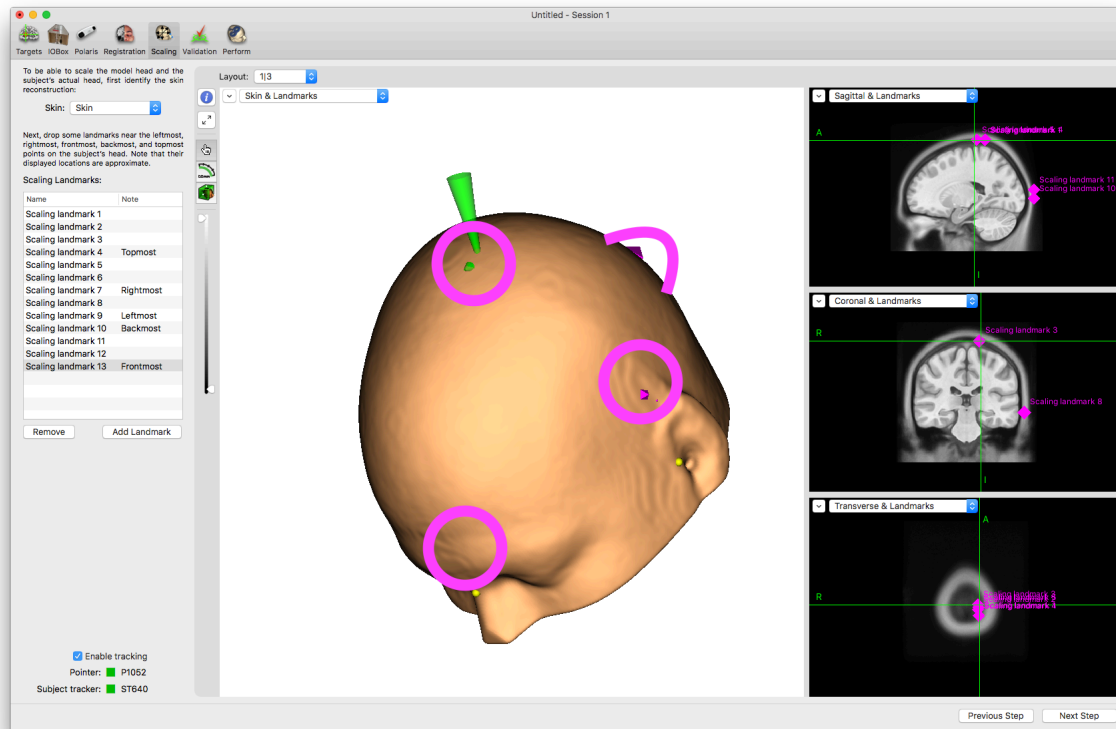 Untitled - Session 1
Targets IOBox Polaris Registration Scaling Validation Perform
To be able to scale the model head and the
subject's actual head, first identify the skin
reconstruction:
Skin: Skin
Next, drop some landmarks near the leftmost,
rightmost, frontmost, backmost, and topmost
points on the subject's head. Note that their
displayed locations are approximate.
Scaling Landmarks:
Name Note
Scaling landmark 1
Scaling landmark 2
Scaling landmark 3
Scaling landmark 4 Topmost
Scaling landmark 5
Scaling landmark 6
Scaling landmark 7 Rightmost
Scaling landmark 8
Scaling landmark 9 Leftmost
Scaling landmark 10 Backmost
Scaling landmark 11
Scaling landmark 12
Scaling landmark 13 Frontmost
Remove Add Landmark
Enable tracking
Pointer: P1052
Subject tracker: ST640
Layout: 1|3
Skin & Landmarks
Sagittal & Landmarks
A
Scaling landmark 11
Scaling landmark 10
I
Coronal & Landmarks
R
Scaling landmark 3
Scaling landmark 8
I
Transverse & Landmarks
A
R
Previous Step Next Step